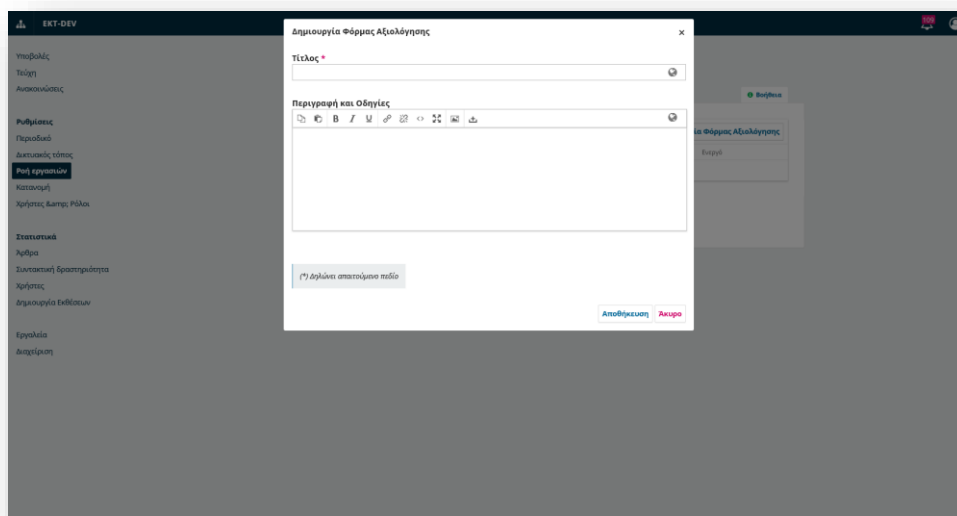 EKT-DEV
109
Υποβολές
Τεύχη
Ανακοινώσεις
Ρυθμίσεις
Περιοδικό
Δικτυακός τόπος
Ροή εργασιών
Κατανομή
Χρήστες &amp; Ρόλοι
Στατιστικά
Άρθρα
Συντακτική δραστηριότητα
Χρήστες
Δημιουργία Εκθέσεων
Εργαλεία
Διαχείριση
Δημιουργία Φόρμας Αξιολόγησης
×
Τίτλος *
Περιγραφή και Οδηγίες
B I U
(*) Δηλώνει απαιτούμενο πεδίο
Αποθήκευση Άκυρο
Βοήθεια
Φόρμας Αξιολόγησης
Ενεργό